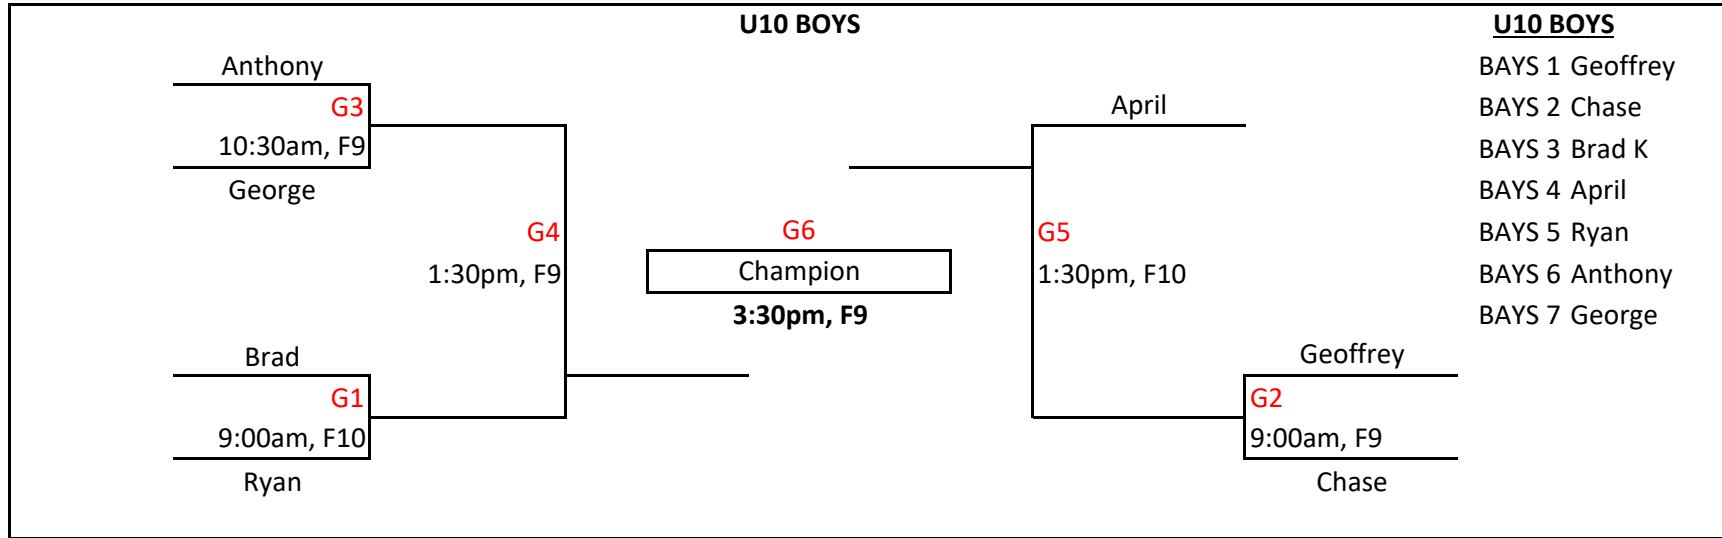 U10 BOYS
Anthony
G3
10:30am, F9
George
G4
1:30pm, F9
Brad
G1
9:00am, F10
Ryan
G6
Champion
3:30pm, F9
April
G5
1:30pm, F10
Geoffrey
G2
9:00am, F9
Chase
U10 BOYS
BAYS 1 Geoffrey
BAYS 2 Chase
BAYS 3 Brad K
BAYS 4 April
BAYS 5 Ryan
BAYS 6 Anthony
BAYS 7 George